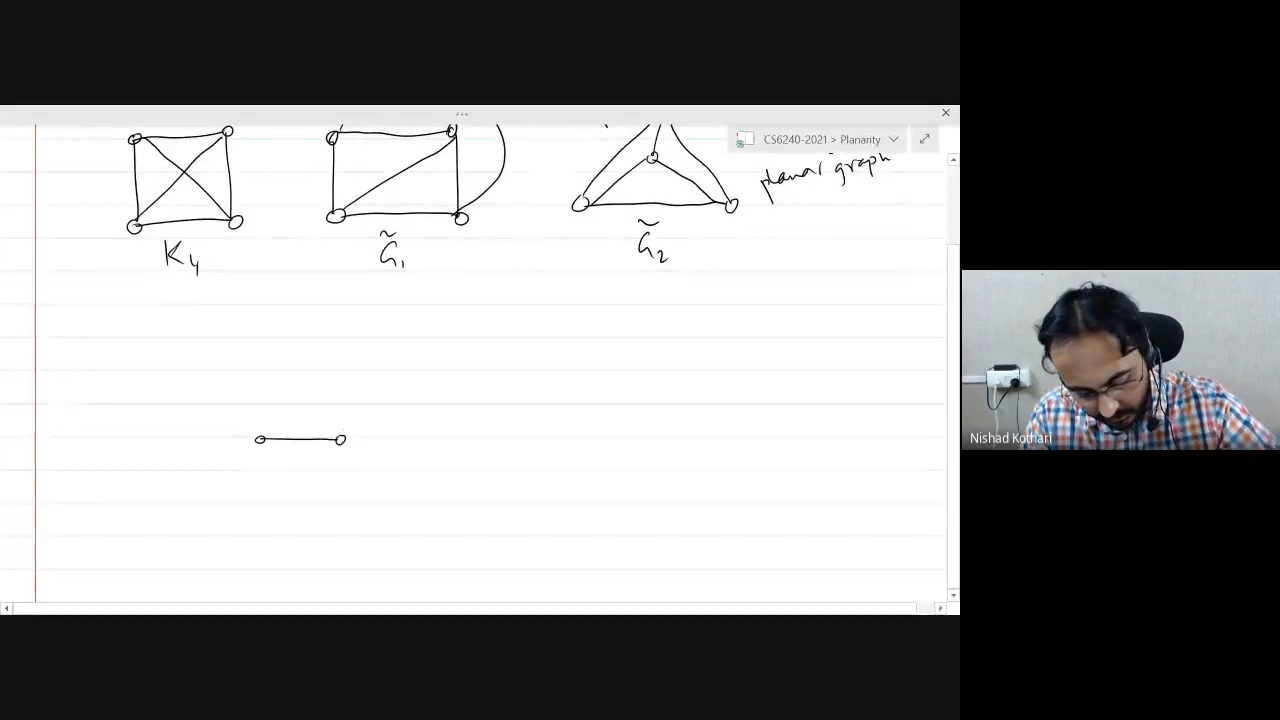 CS6240-2021 > Planarity
planar graph
K₄
G̃₁
G̃₂
Nishad Kothari